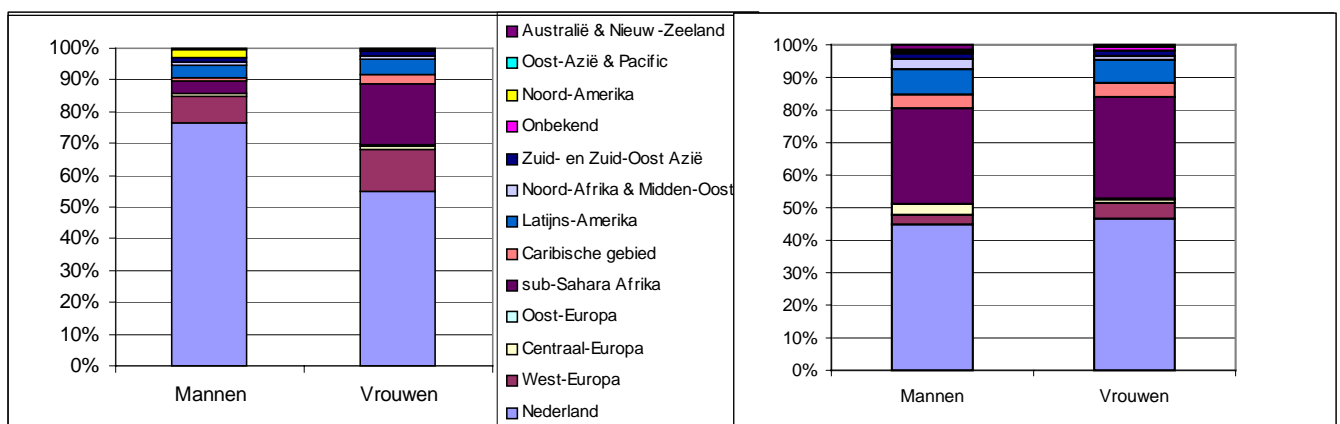 100%
90%
80%
70%
60%
50%
40%
30%
20%
10%
0%
Mannen Vrouwen
Australië & Nieuw-Zeeland
Oost-Azië & Pacific
Noord-Amerika
Onbekend
Zuid- en Zuid-Oost Azië
Noord-Afrika & Midden-Oost
Latijns-Amerika
Caribische gebied
sub-Sahara Afrika
Oost-Europa
Centraal-Europa
West-Europa
Nederland
100%
90%
80%
70%
60%
50%
40%
30%
20%
10%
0%
Mannen Vrouwen